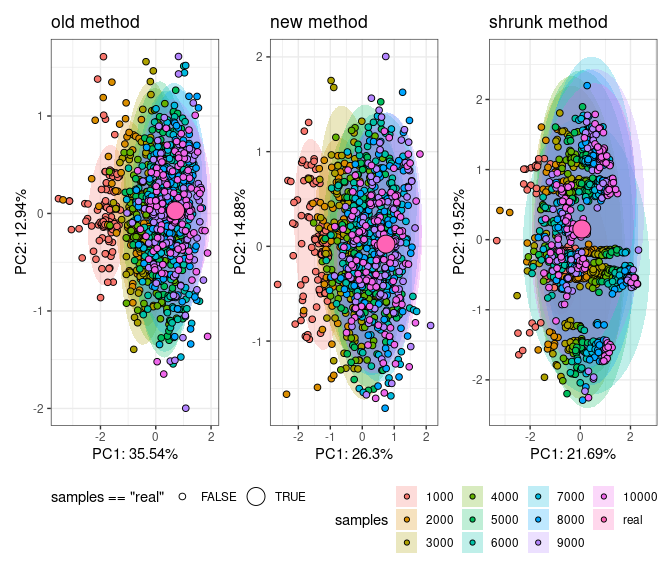 old method
new method
shrunk method
PC2: 12.94%
1
0
-1
-2
-2
0
2
PC1: 35.54%
PC2: 14.88%
2
1
0
-1
-2
-1
0
1
2
PC1: 26.3%
PC2: 19.52%
2
1
0
-1
-2
-2
0
2
PC1: 21.69%
samples == "real"
FALSE
TRUE
samples
1000
2000
3000
4000
5000
6000
7000
8000
9000
10000
real